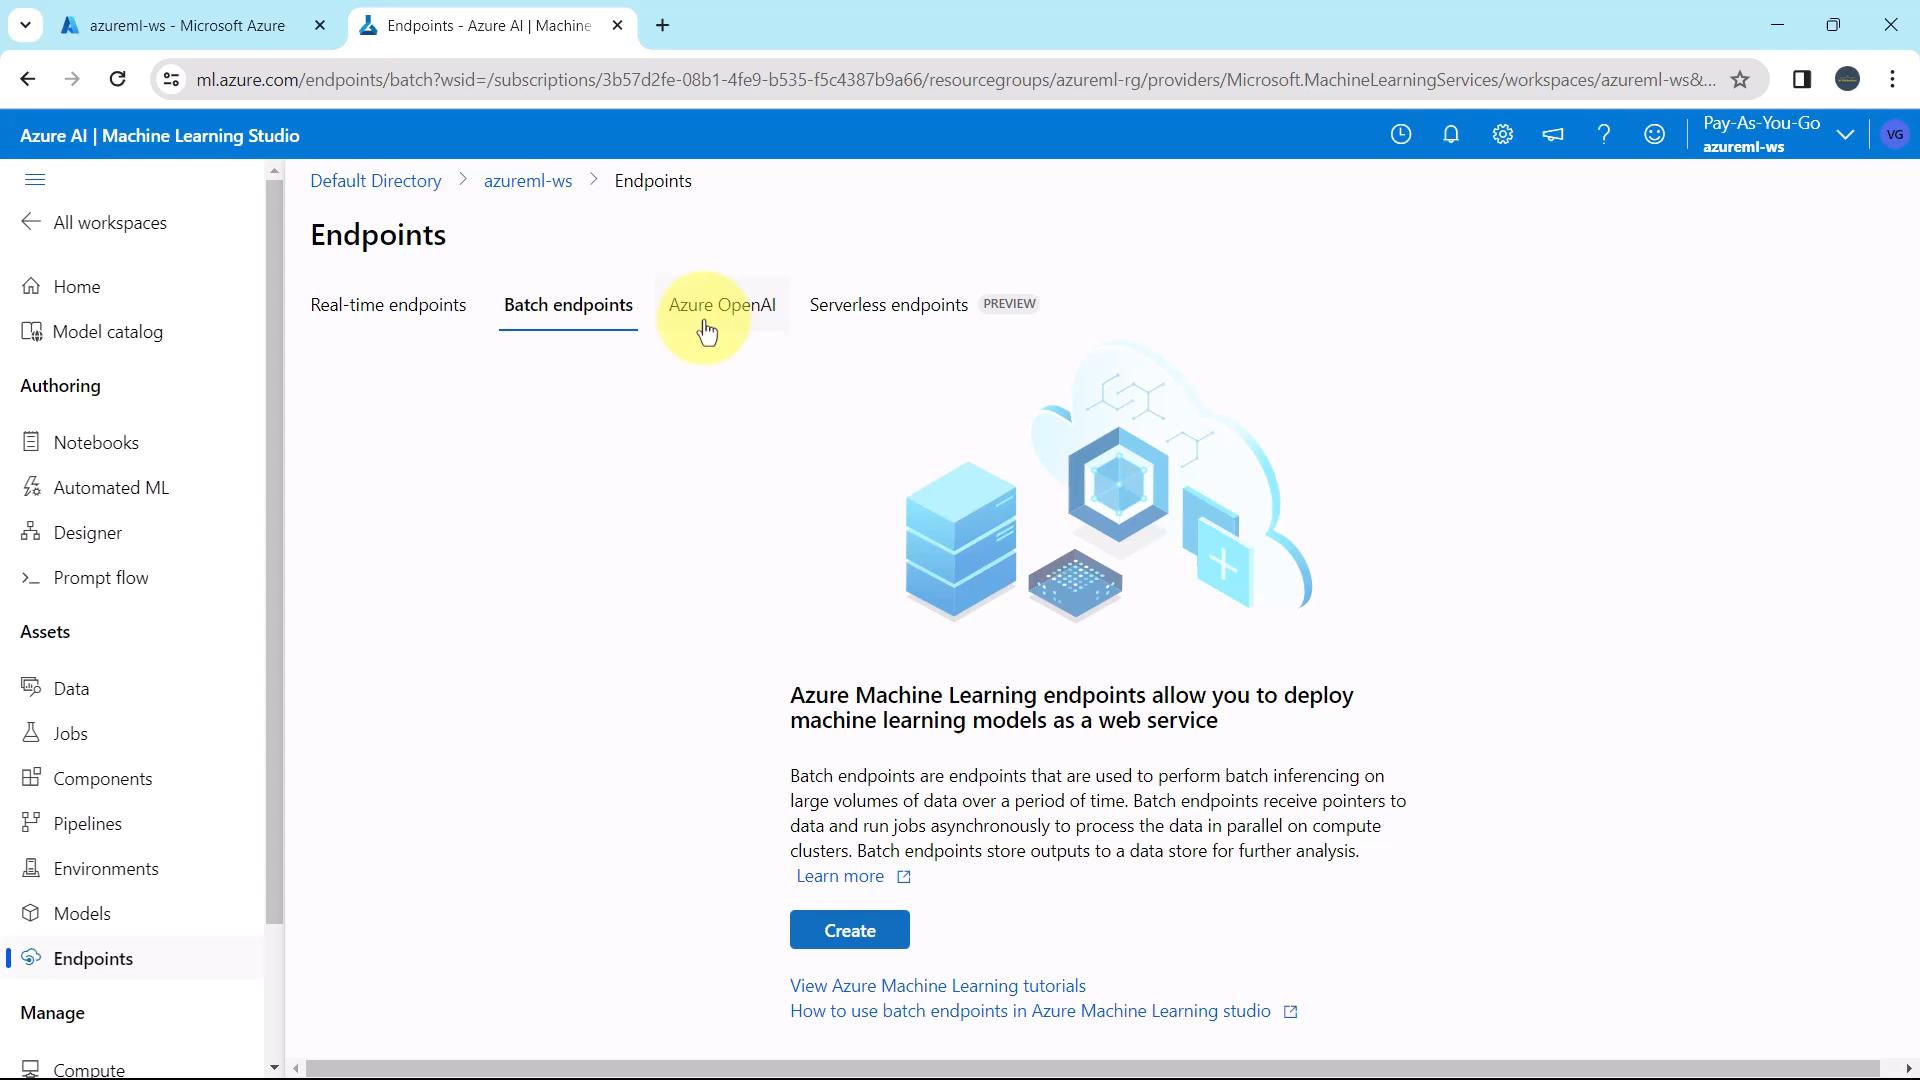 azureml-ws - Microsoft Azure
Endpoints - Azure AI | Machine
ml.azure.com/endpoints/batch?wsid=/subscriptions/3b57d2fe-08b1-4fe9-b535-f5c4387b9a66/resourcegroups/azureml-rg/providers/Microsoft.MachineLearningServices/workspaces/azureml-ws&...
Azure AI | Machine Learning Studio
Pay-As-You-Go
azureml-ws
VG
All workspaces
Home
Model catalog
Authoring
Notebooks
Automated ML
Designer
Prompt flow
Assets
Data
Jobs
Components
Pipelines
Environments
Models
Endpoints
Manage
Compute
Default Directory > azureml-ws > Endpoints
Endpoints
Real-time endpoints
Batch endpoints
Azure OpenAI
Serverless endpoints PREVIEW
Azure Machine Learning endpoints allow you to deploy
machine learning models as a web service
Batch endpoints are endpoints that are used to perform batch inferencing on
large volumes of data over a period of time. Batch endpoints receive pointers to
data and run jobs asynchronously to process the data in parallel on compute
clusters. Batch endpoints store outputs to a data store for further analysis.
Learn more
Create
View Azure Machine Learning tutorials
How to use batch endpoints in Azure Machine Learning studio